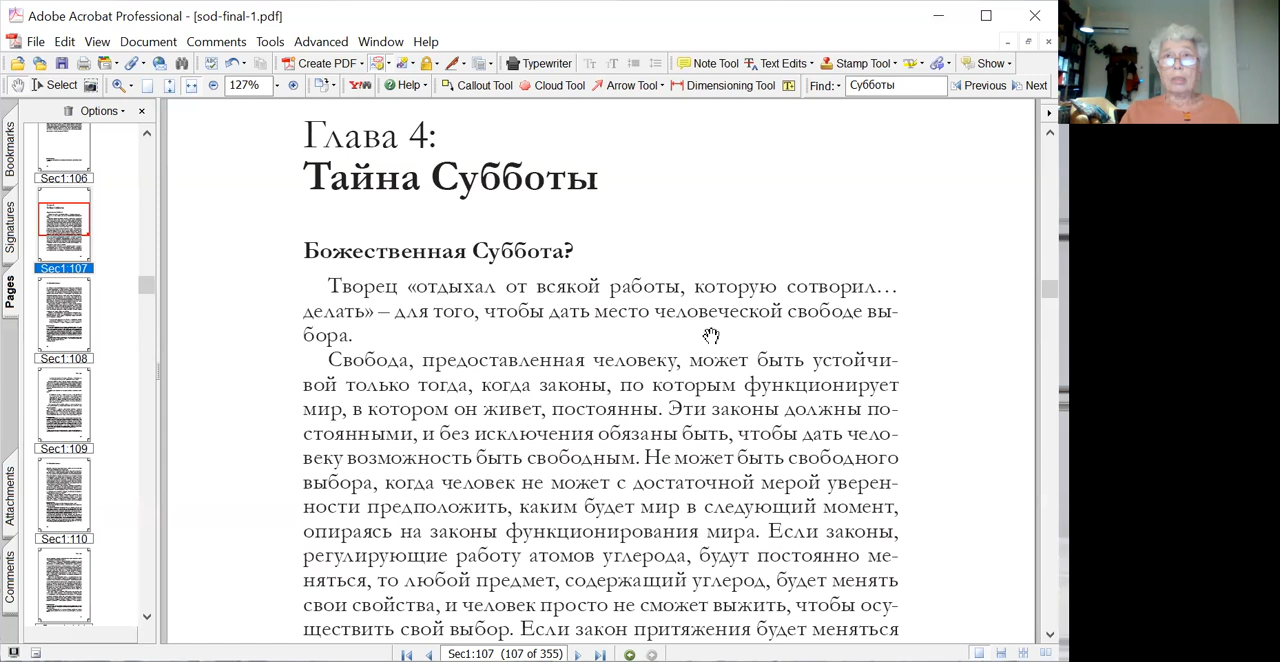 Adobe Acrobat Professional - [sod-final-1.pdf]
File Edit View Document Comments Tools Advanced Window Help
Create PDF Typewriter Note Tool Text Edits Stamp Tool Show
Select 127% Help Callout Tool Cloud Tool Arrow Tool Dimensioning Tool Find: Субботы Previous Next
Options
Bookmarks
Signatures
Pages
Attachments
Comments
Sec1:106
Sec1:107
Sec1:108
Sec1:109
Sec1:110
Глава 4:
Тайна Субботы
Божественная Суббота?
Творец «отдыхал от всякой работы, которую сотворил…
делать» – для того, чтобы дать место человеческой свободе вы-
бора.
Свобода, предоставленная человеку, может быть устойчи-
вой только тогда, когда законы, по которым функционирует
мир, в котором он живет, постоянны. Эти законы должны по-
стоянными, и без исключения обязаны быть, чтобы дать чело-
веку возможность быть свободным. Не может быть свободного
выбора, когда человек не может с достаточной мерой уверен-
ности предположить, каким будет мир в следующий момент,
опираясь на законы функционирования мира. Если законы,
регулирующие работу атомов углерода, будут постоянно ме-
няться, то любой предмет, содержащий углерод, будет менять
свои свойства, и человек просто не сможет выжить, чтобы осу-
ществить свой выбор. Если закон притяжения будет меняться
Sec1:107 (107 of 355)